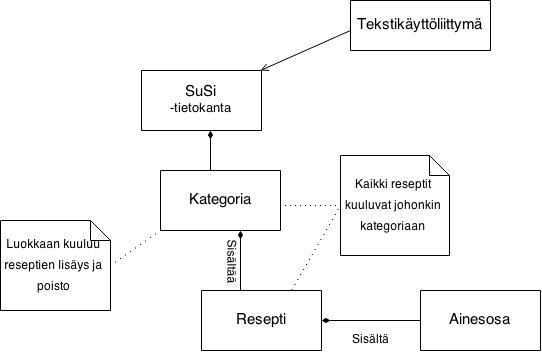 Tekstikäyttöliittymä
SuSi
-tietokanta
Kategoria
Kaikki reseptit
kuuluvat johonkin
kategoriaan
Luokkaan kuuluu
reseptien lisäys ja
poisto
Sisältää
Resepti
Ainesosa
Sisältä